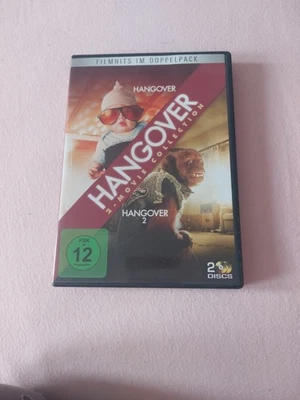 FILMHITS IM DOPPELPACK
HANGOVER
HANGOVER
2-MOVIE COLLECTION
HANGOVER
2
FSK
12
2
DISCS